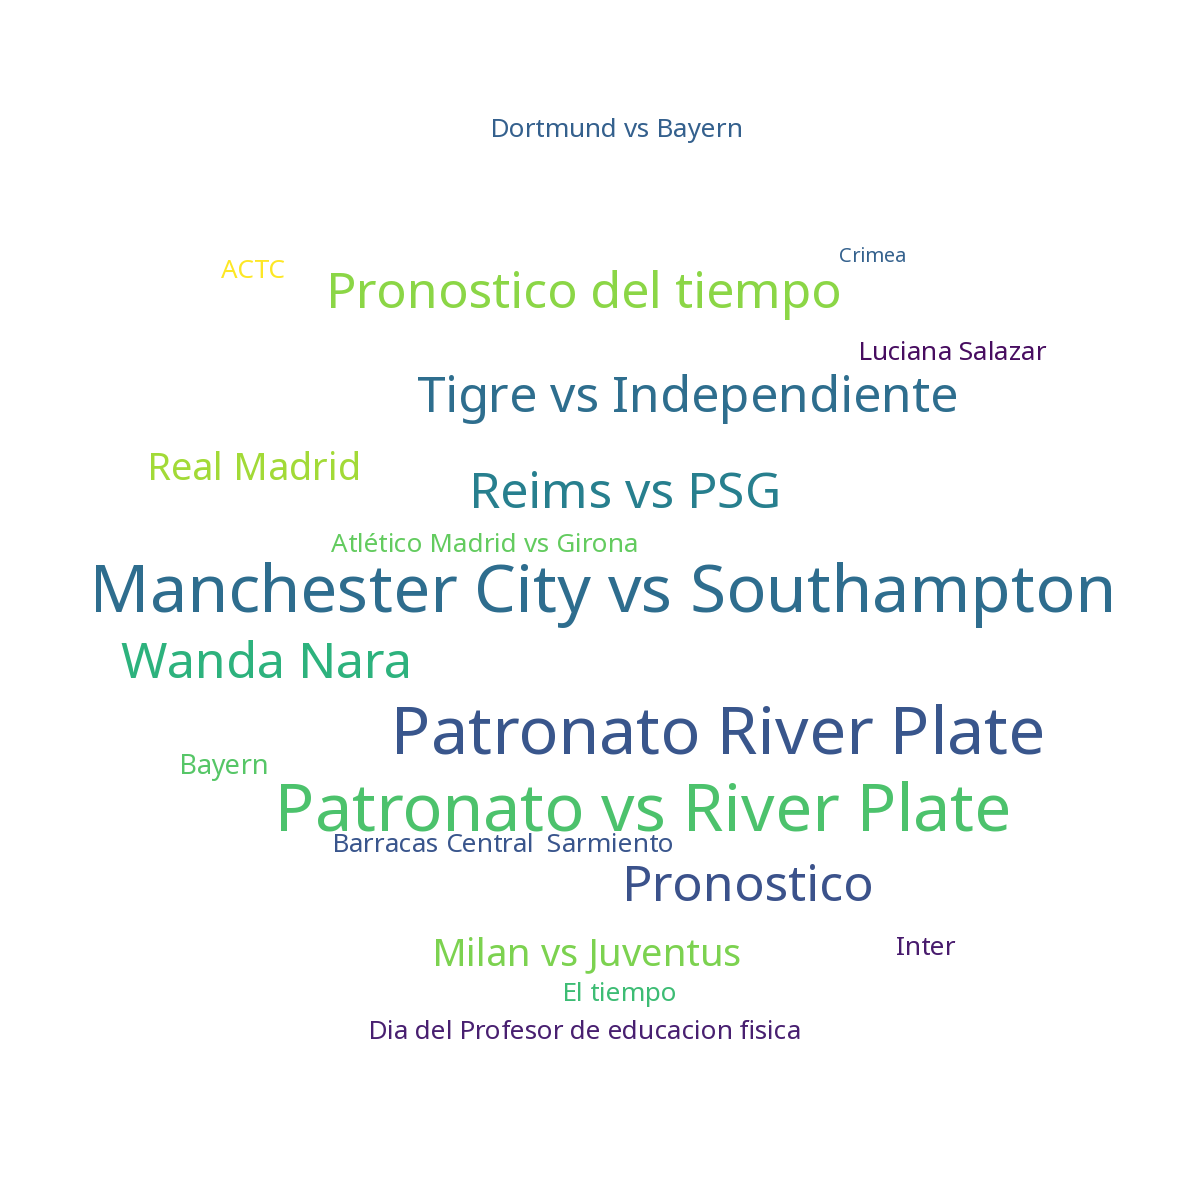 Dortmund vs Bayern
Crimea
ACTC
Pronostico del tiempo
Luciana Salazar
Tigre vs Independiente
Real Madrid
Reims vs PSG
Atlético Madrid vs Girona
Manchester City vs Southampton
Wanda Nara
Patronato River Plate
Bayern
Patronato vs River Plate
Barracas Central Sarmiento
Pronostico
Inter
Milan vs Juventus
El tiempo
Dia del Profesor de educacion fisica